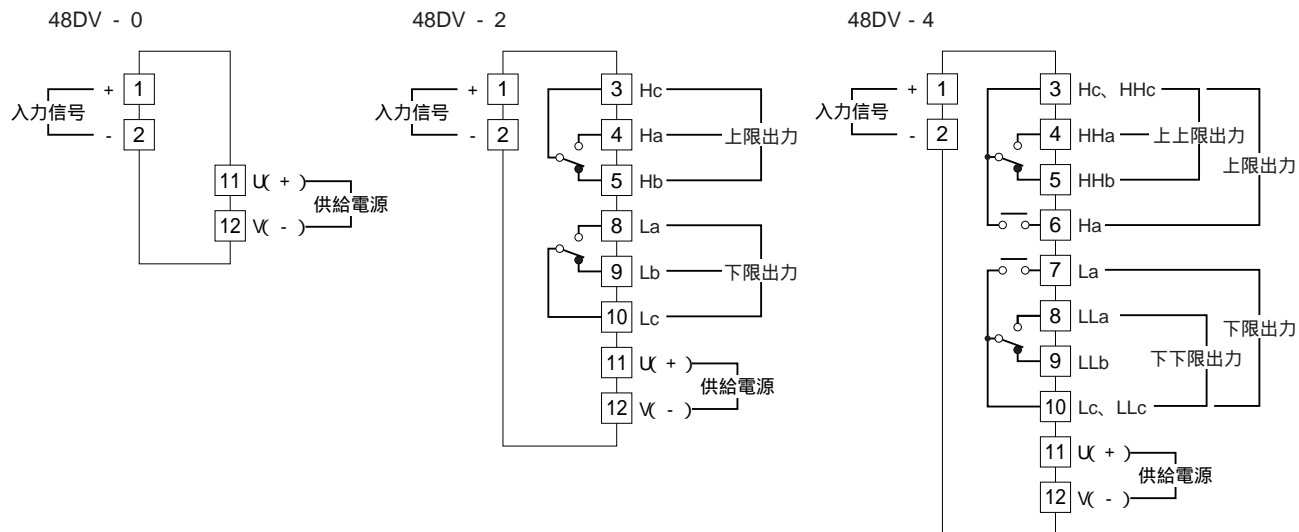 48DV - 0
入力信号
+
-
1
2
11 U( + )
12 V( - )
供給電源
48DV - 2
入力信号
+
-
1
2
3 Hc
4 Ha
5 Hb
上限出力
8 La
9 Lb
10 Lc
下限出力
11 U( + )
12 V( - )
供給電源
48DV - 4
入力信号
+
-
1
2
3 Hc、HHc
4 HHa
5 HHb
上上限出力
6 Ha
上限出力
7 La
8 LLa
9 LLb
10 Lc、LLc
下下限出力
下限出力
11 U( + )
12 V( - )
供給電源